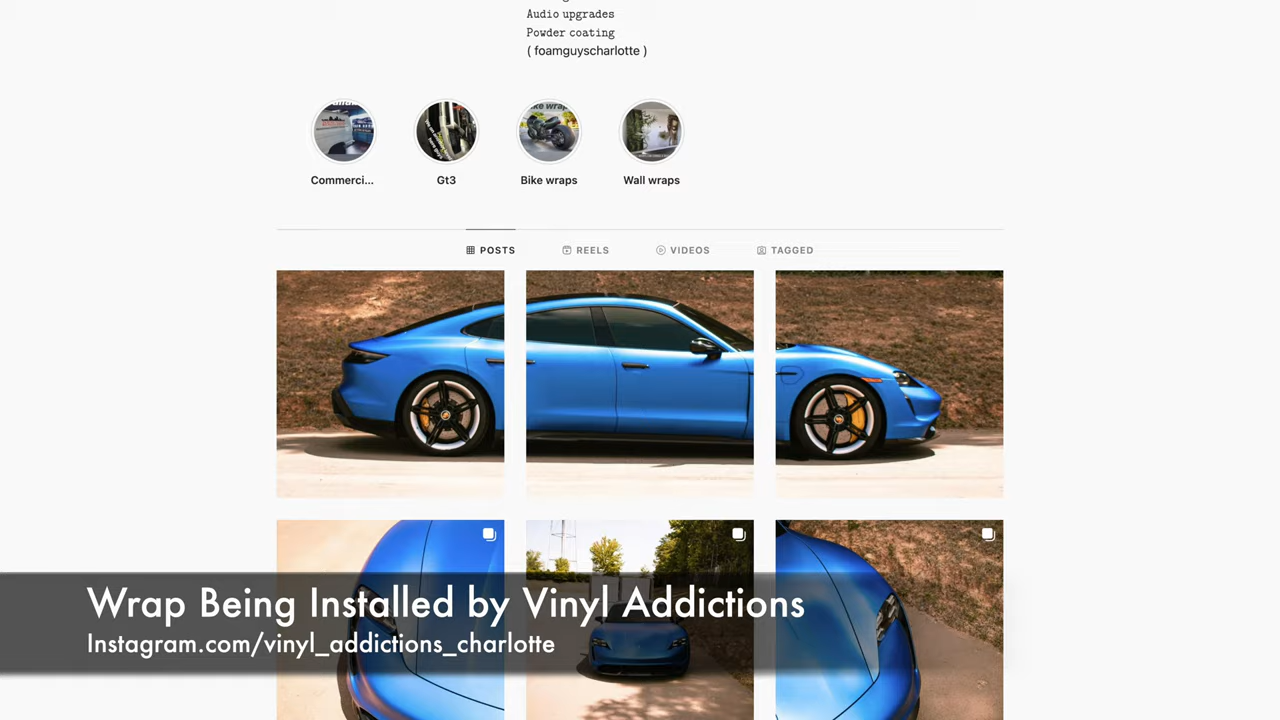 Audio upgrades
Powder coating
( foamguyscharlotte )
Commerci...
Gt3
Bike wraps
Wall wraps
POSTS
REELS
VIDEOS
TAGGED
Wrap Being Installed by Vinyl Addictions
Instagram.com/vinyl_addictions_charlotte